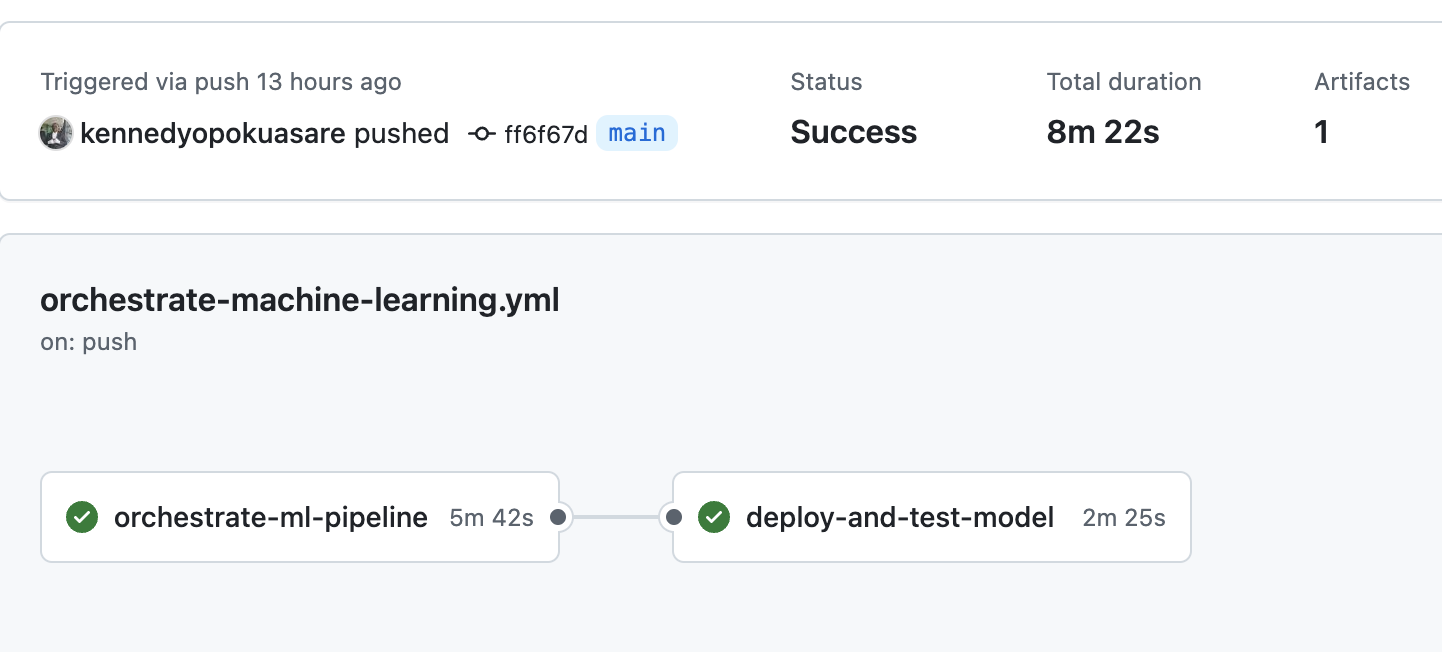 Triggered via push 13 hours ago
kennedyopokuasare pushed ff6f67d main
Status
Success
Total duration
8m 22s
Artifacts
1
orchestrate-machine-learning.yml
on: push
orchestrate-ml-pipeline 5m 42s
deploy-and-test-model 2m 25s